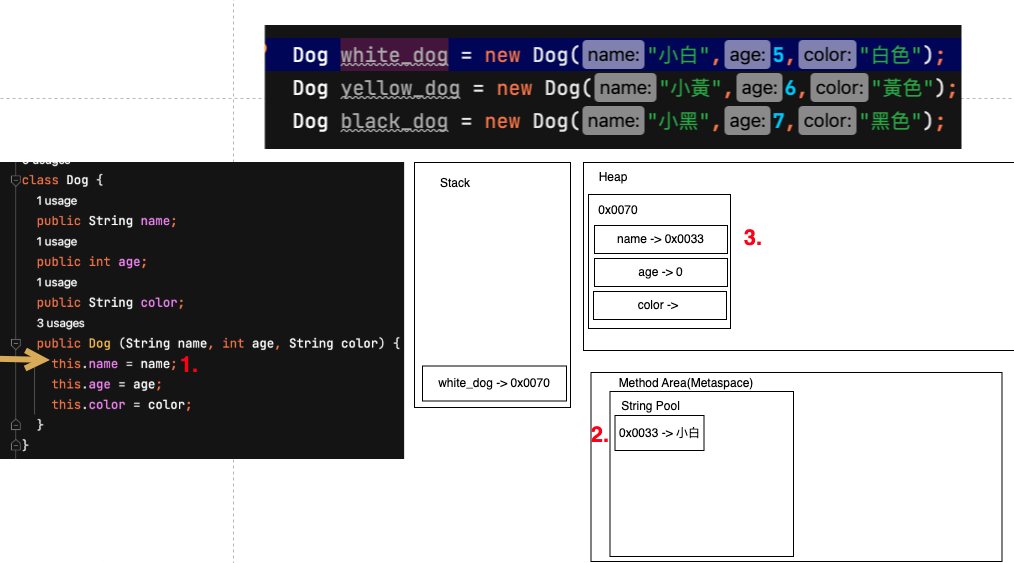 Dog white_dog = new Dog( name: "小白", age: 5, color: "白色");
Dog yellow_dog = new Dog( name: "小黃", age: 6, color: "黃色");
Dog black_dog = new Dog( name: "小黑", age: 7, color: "黑色");
class Dog {
1 usage
public String name;
1 usage
public int age;
1 usage
public String color;
3 usages
public Dog (String name, int age, String color) {
this.name = name; 1.
this.age = age;
this.color = color;
}
}
Stack
white_dog -> 0x0070
Heap
0x0070
name -> 0x0033
3.
age -> 0
color ->
Method Area(Metaspace)
String Pool
2.
0x0033 -> 小白